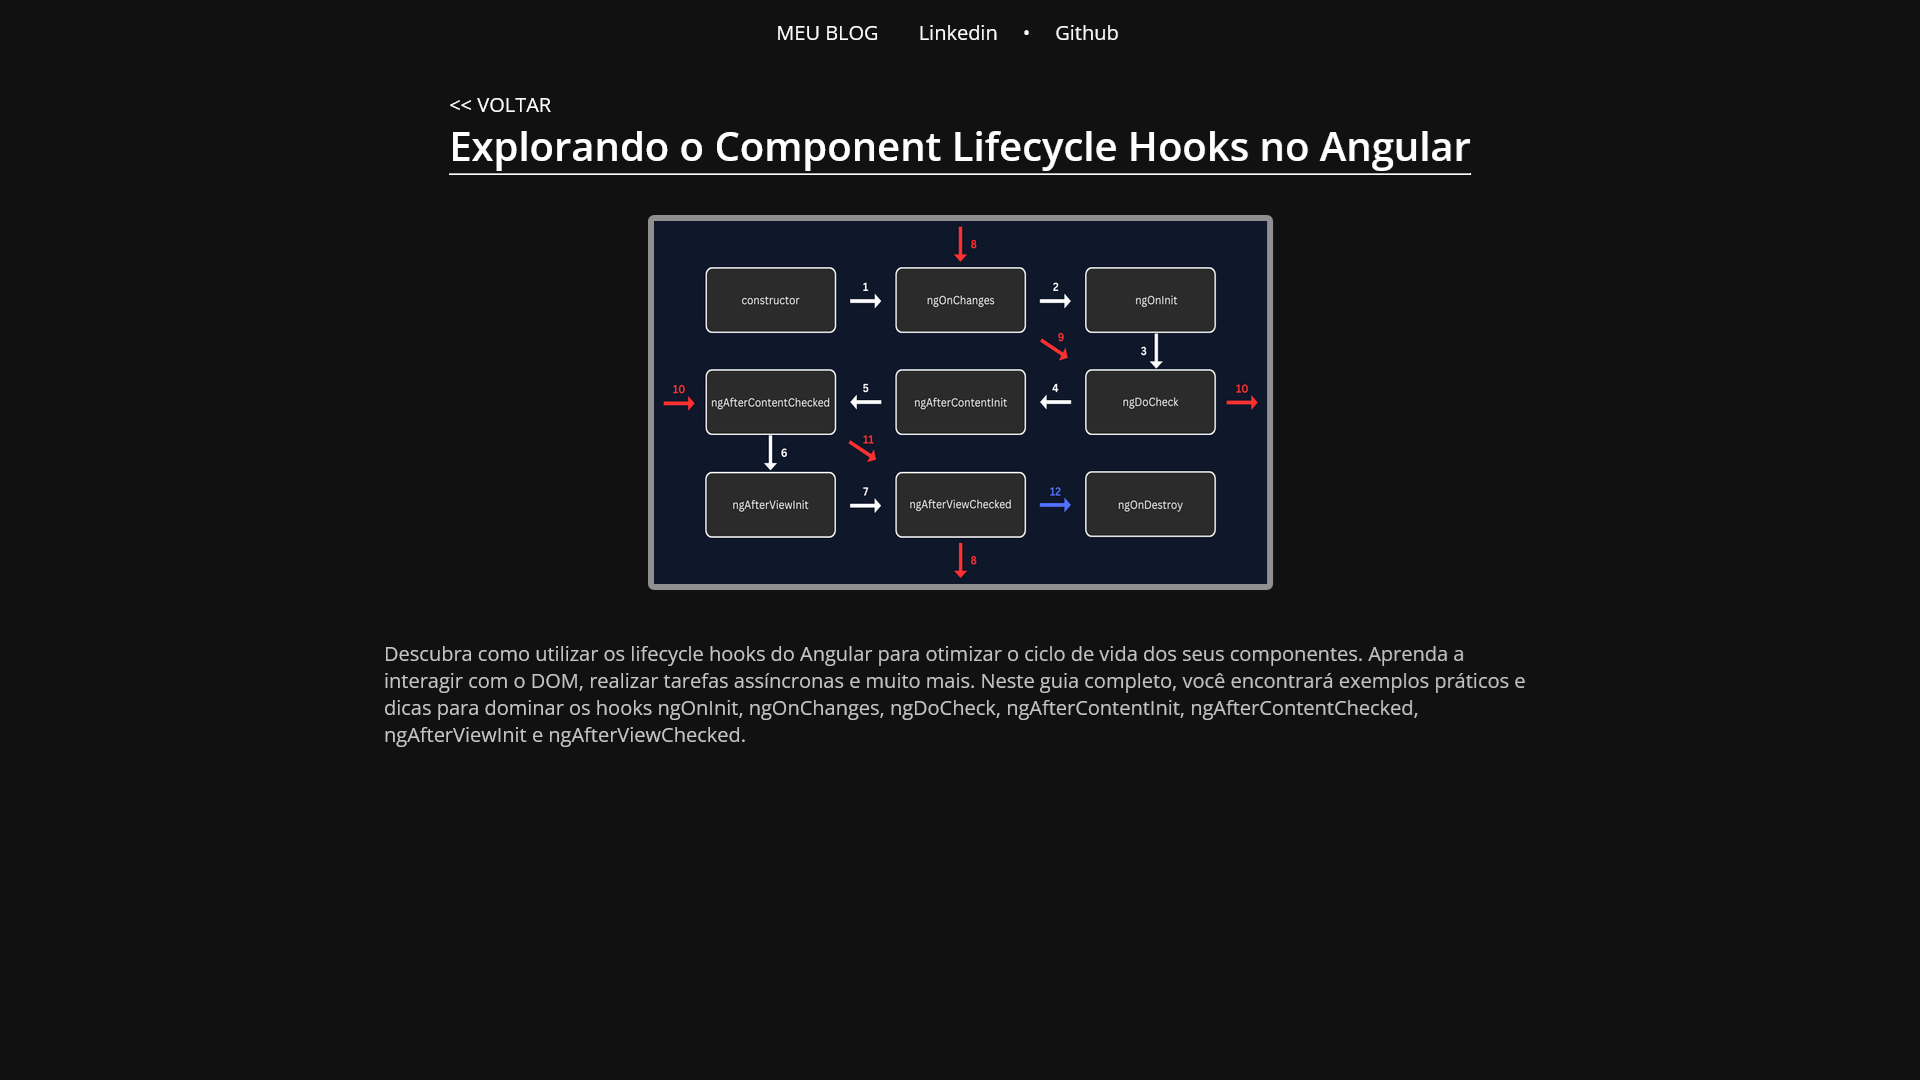 MEU BLOG Linkedin • Github
<< VOLTAR
Explorando o Component Lifecycle Hooks no Angular
8
constructor 1 ngOnChanges 2 ngOnInit
9 3
10 ngAfterContentChecked 5 ngAfterContentInit 4 ngDoCheck 10
6 11
ngAfterViewInit 7 ngAfterViewChecked 12 ngOnDestroy
8
Descubra como utilizar os lifecycle hooks do Angular para otimizar o ciclo de vida dos seus componentes. Aprenda a
interagir com o DOM, realizar tarefas assíncronas e muito mais. Neste guia completo, você encontrará exemplos práticos e
dicas para dominar os hooks ngOnInit, ngOnChanges, ngDoCheck, ngAfterContentInit, ngAfterContentChecked,
ngAfterViewInit e ngAfterViewChecked.